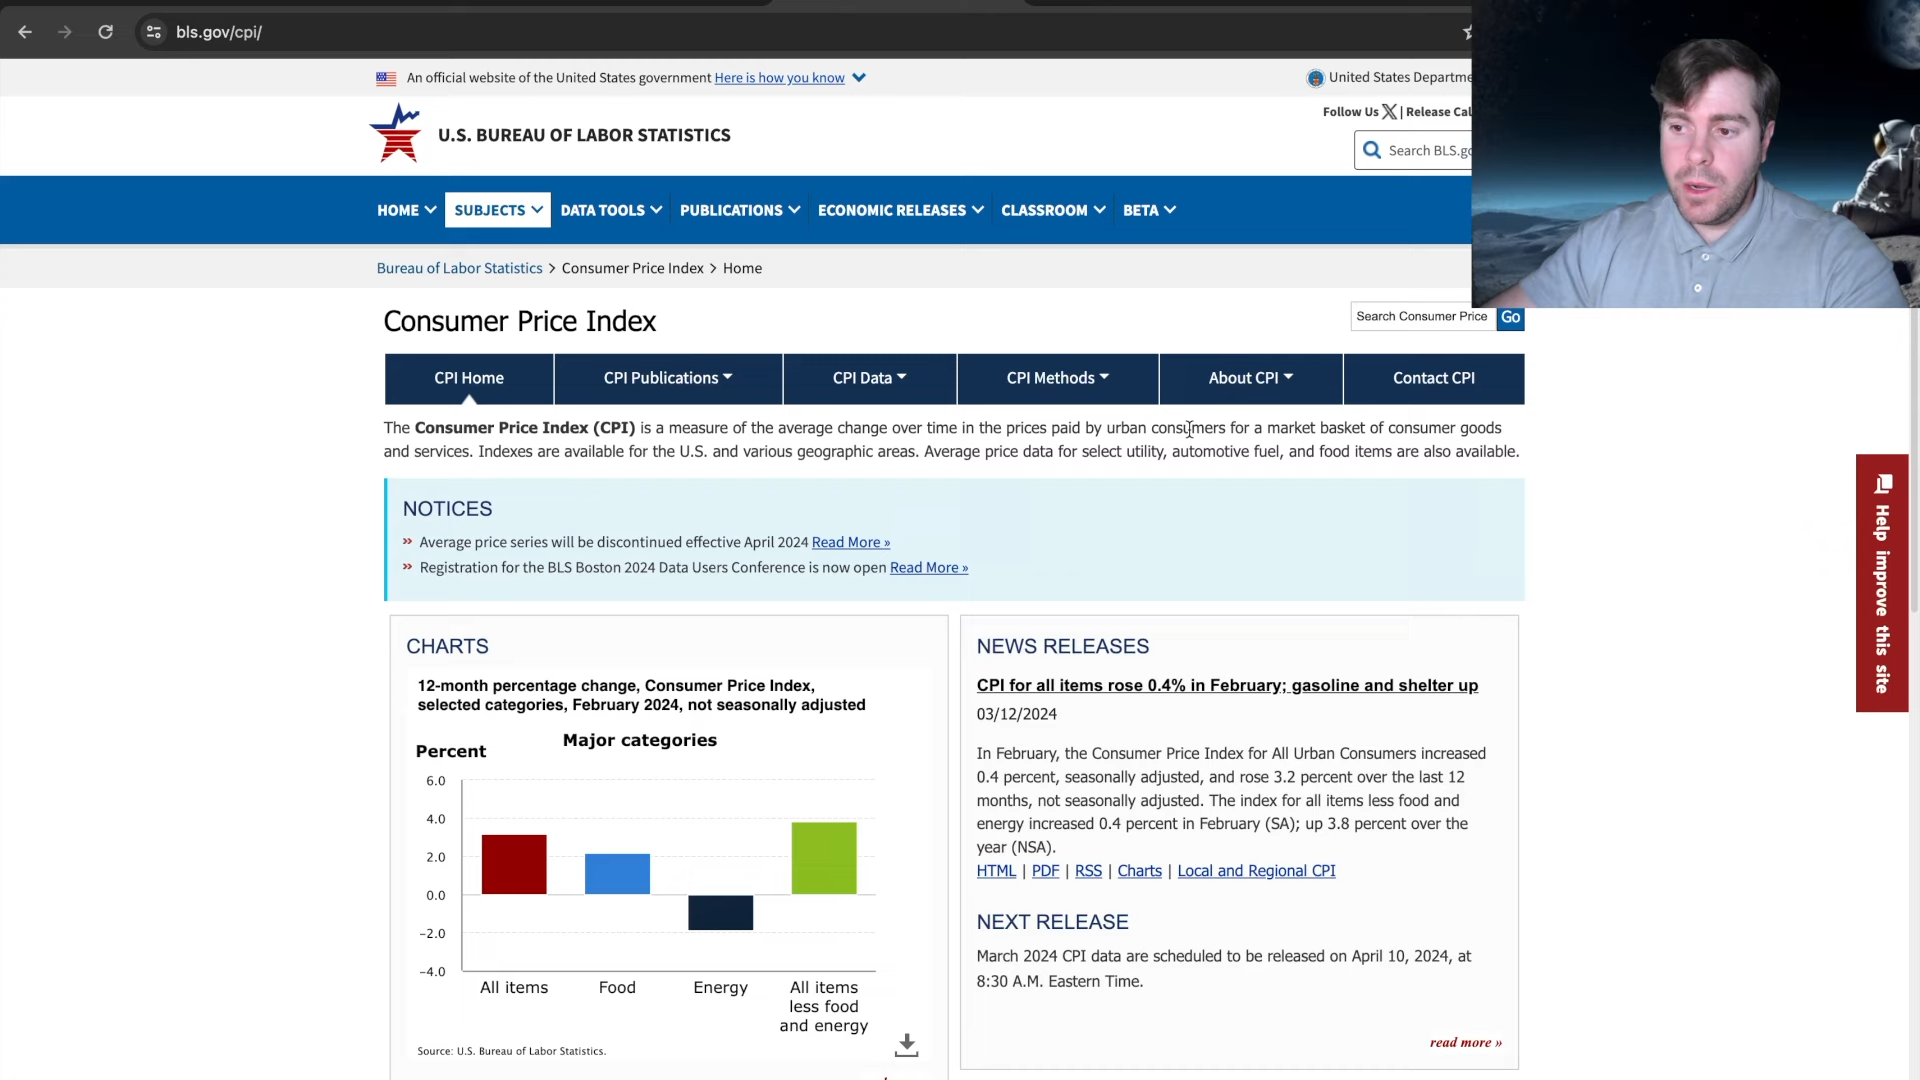 bls.gov/cpi/
An official website of the United States government Here is how you know
United States Departme
Follow Us X | Release Cal
U.S. BUREAU OF LABOR STATISTICS
Search BLS.go
HOME SUBJECTS DATA TOOLS PUBLICATIONS ECONOMIC RELEASES CLASSROOM BETA
Bureau of Labor Statistics > Consumer Price Index > Home
Consumer Price Index
Search Consumer Price Go
CPI Home CPI Publications CPI Data CPI Methods About CPI Contact CPI
The Consumer Price Index (CPI) is a measure of the average change over time in the prices paid by urban consumers for a market basket of consumer goods
and services. Indexes are available for the U.S. and various geographic areas. Average price data for select utility, automotive fuel, and food items are also available.
NOTICES
» Average price series will be discontinued effective April 2024 Read More »
» Registration for the BLS Boston 2024 Data Users Conference is now open Read More »
Help improve this site
CHARTS
12-month percentage change, Consumer Price Index,
selected categories, February 2024, not seasonally adjusted
Major categories
Percent
6.0
4.0
2.0
0.0
−2.0
−4.0
All items Food Energy All items
less food
and energy
Source: U.S. Bureau of Labor Statistics.
NEWS RELEASES
CPI for all items rose 0.4% in February; gasoline and shelter up
03/12/2024
In February, the Consumer Price Index for All Urban Consumers increased
0.4 percent, seasonally adjusted, and rose 3.2 percent over the last 12
months, not seasonally adjusted. The index for all items less food and
energy increased 0.4 percent in February (SA); up 3.8 percent over the
year (NSA).
HTML | PDF | RSS | Charts | Local and Regional CPI
NEXT RELEASE
March 2024 CPI data are scheduled to be released on April 10, 2024, at
8:30 A.M. Eastern Time.
read more »